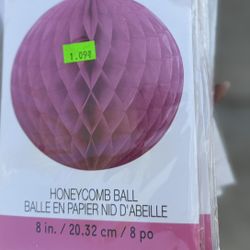 1.09
HONEYCOMB BALL
BALLE EN PAPIER NID D'ABEILLE
8 in. / 20.32 cm / 8 po